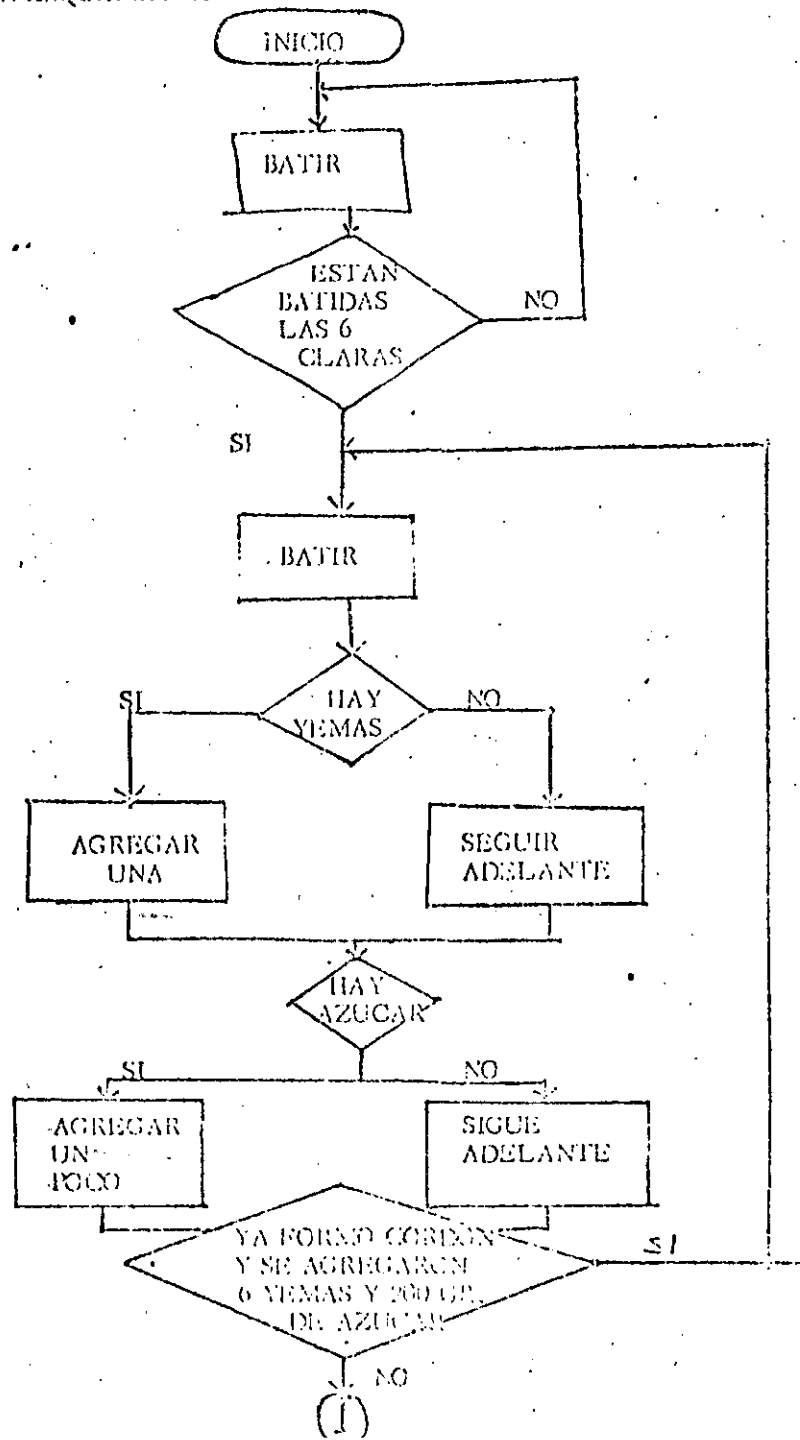 INICIO
BATIR
ESTAN
BATIDAS
LAS 6
CLARAS
NO
SI
BATIR
HAY
YEMAS
SI
NO
AGREGAR
UNA
SEGUIR
ADELANTE
HAY
AZUCAR
SI
NO
AGREGAR
UN
POCO
SIGUE
ADELANTE
YA FORMO CORDON
Y SE AGREGARON
6 YEMAS Y 200 GR.
DE AZUCAR
SI
NO